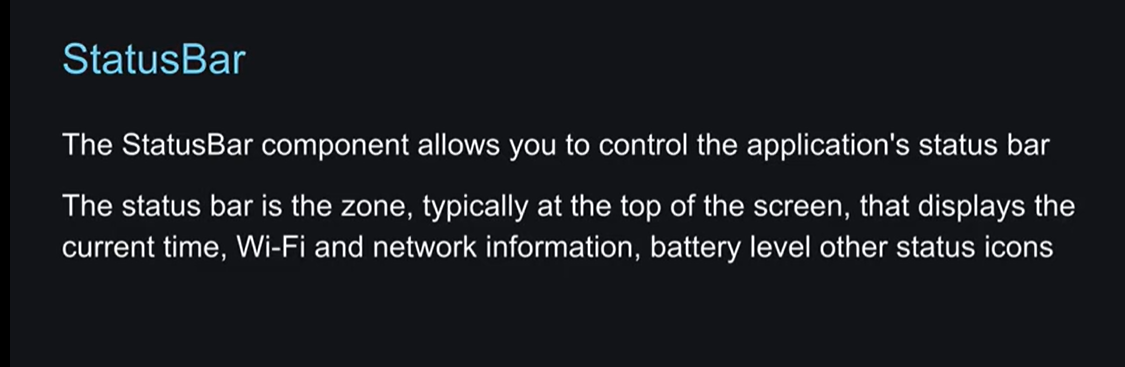 StatusBar
The StatusBar component allows you to control the application's status bar
The status bar is the zone, typically at the top of the screen, that displays the
current time, Wi-Fi and network information, battery level other status icons